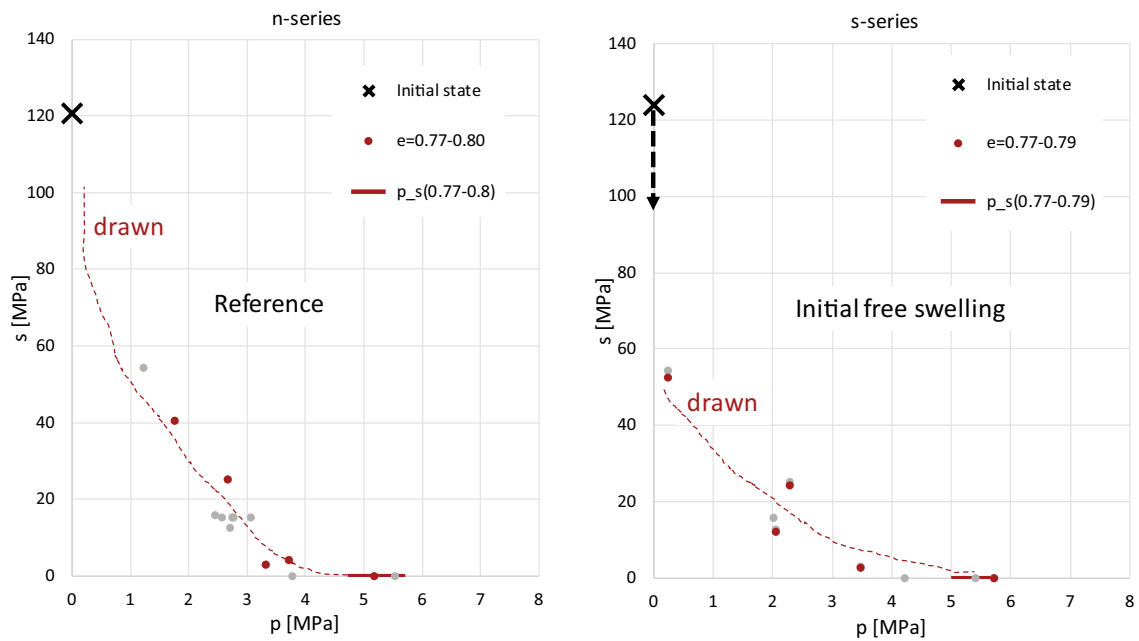 n-series
140
120
100
80
60
40
20
0
s [MPa]
Initial state
e=0.77-0.80
p_s(0.77-0.8)
drawn
Reference
0 1 2 3 4 5 6 7 8
p [MPa]
s-series
140
120
100
80
60
40
20
0
s [MPa]
Initial state
e=0.77-0.79
p_s(0.77-0.79)
Initial free swelling
drawn
0 1 2 3 4 5 6 7 8
p [MPa]